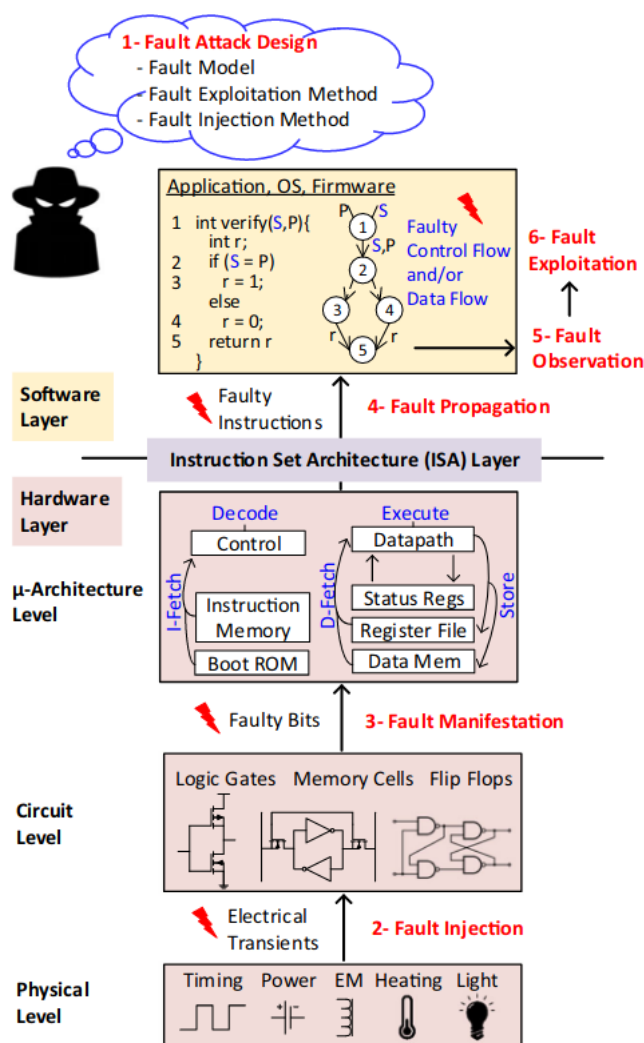 1- Fault Attack Design
- Fault Model
- Fault Exploitation Method
- Fault Injection Method
Application, OS, Firmware
1 int verify(S,P){
int r;
2 if (S = P)
3 r = 1;
else
4 r = 0;
5 return r
}
P S
1
S,P
2
3 4
r r
5
Faulty
Control Flow
and/or
Data Flow
6- Fault
Exploitation
5- Fault
Observation
Software
Layer
Faulty
Instructions
4- Fault Propagation
Instruction Set Architecture (ISA) Layer
Hardware
Layer
μ-Architecture
Level
Decode
Control
I-Fetch
Instruction
Memory
Boot ROM
Execute
Datapath
D-Fetch
Status Regs
Register File
Data Mem
Store
Faulty Bits
3- Fault Manifestation
Circuit
Level
Logic Gates Memory Cells Flip Flops
Electrical
Transients
2- Fault Injection
Physical
Level
Timing Power EM Heating Light